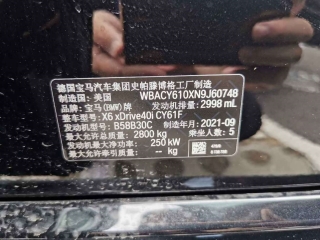 德国宝马汽车集团史帕滕博格工厂制造
制造国: 美国 WBACY610XN9J60748
品牌: 宝马(BMW)牌 发动机排量: 2998 mL
整车型号: X6 xDrive40i CY61F
发动机型号: B58B30C 制造年月: 2021-09
最大允许总质量: 2800 kg 乘坐人数: 5
发动机最大净功率: 250 kW
最大允许牵引质量: -- kg